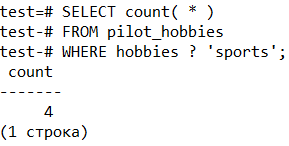 test=# SELECT count( * )
test-# FROM pilot_hobbies
test-# WHERE hobbies ? 'sports';
 count
-------
     4
(1 строка)